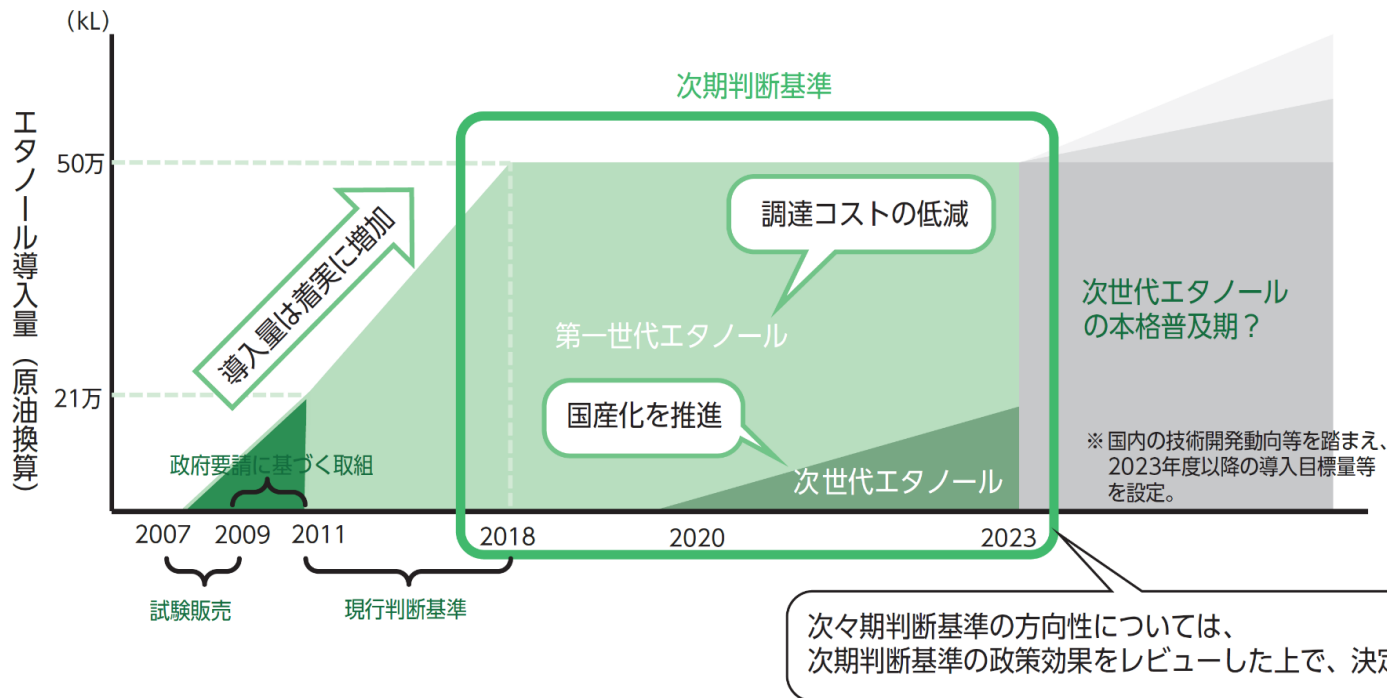 (kL)
エタノール導入量（原油換算）
50万
21万
次期判断基準
導入量は着実に増加
調達コストの低減
第一世代エタノール
国産化を推進
次世代エタノール
政府要請に基づく取組
次世代エタノール
の本格普及期？
※国内の技術開発動向等を踏まえ、
2023年度以降の導入目標量等
を設定。
2007
2009
2011
2018
2020
2023
試験販売
現行判断基準
次々期判断基準の方向性については、
次期判断基準の政策効果をレビューした上で、決定